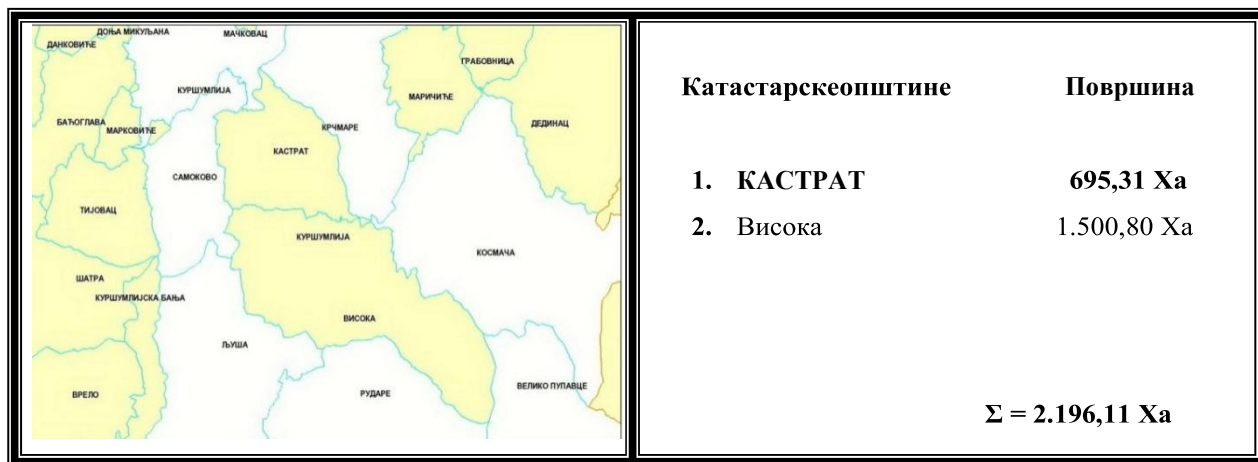 ДОЊА МИКУЉАНА
МАЧКОВАЦ
ДАНКОВИЋЕ
ГРАБОВНИЦА
КУРШУМЛИЈА
МАРИЧИЋЕ
БАЋОГЛАВА
МАРКОВИЋЕ
КРЧМАРЕ
ДЕДИНАЦ
КАСТРАТ
САМОКОВО
ТИЈОВАЦ
КУРШУМЛИЈА
КОСМАЧА
ШАТРА
КУРШУМЛИЈСКА БАЊА
ВИСОКА
ЉУША
ВРЕЛО
РУДАРЕ
ВЕЛИКО ПУПАВЦЕ
Катастарскеопштине Површина
1. КАСТРАТ 695,31 Ха
2. Висока 1.500,80 Ха
Σ = 2.196,11 Ха